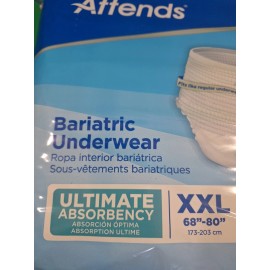 Attends
Bariatric
Underwear
Ropa interior bariátrica
Sous-vêtements bariatriques
ULTIMATE
ABSORBENCY
ABSORCIÓN ÓPTIMA
ABSORPTION ULTIME
XXL
68"-80"
173-203 cm